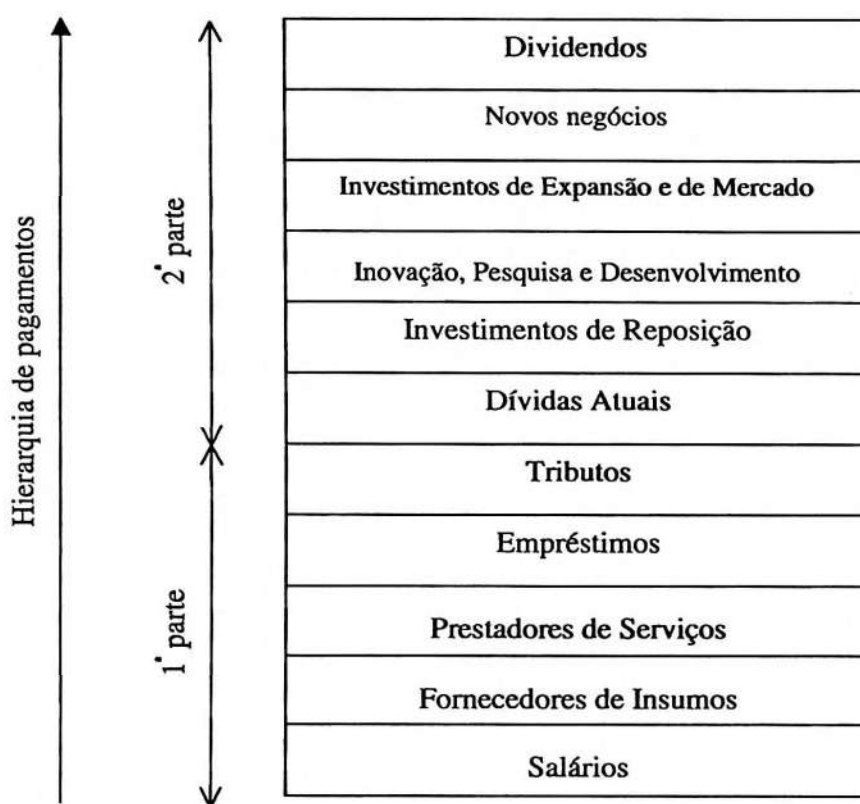 Hierarquia de pagamentos
2ª parte
1ª parte
Dividendos
Novos negócios
Investimentos de Expansão e de Mercado
Inovação, Pesquisa e Desenvolvimento
Investimentos de Reposição
Dívidas Atuais
Tributos
Empréstimos
Prestadores de Serviços
Fornecedores de Insumos
Salários